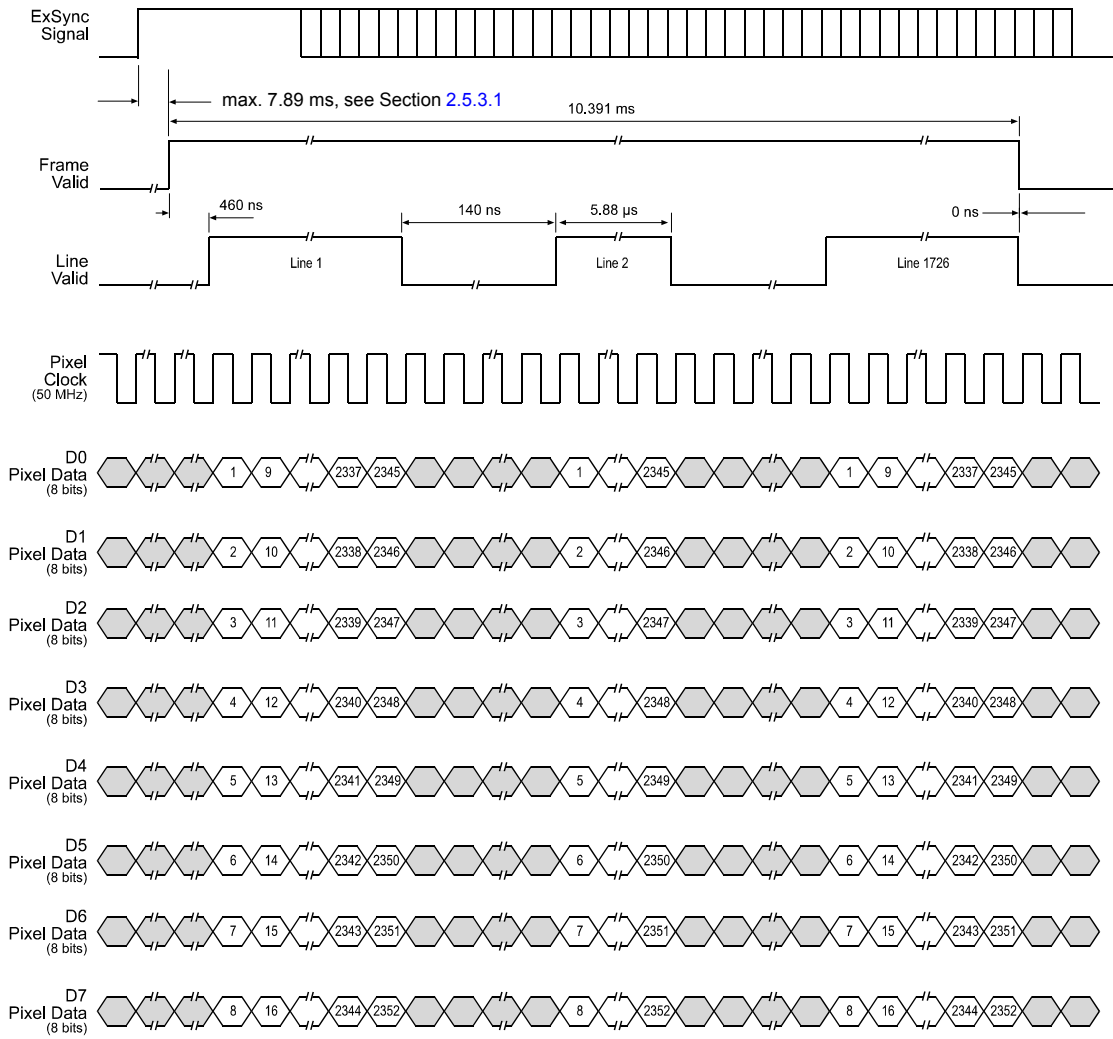 ExSync
Signal
max. 7.89 ms, see Section 2.5.3.1
10.391 ms
Frame
Valid
460 ns
140 ns
5.88 µs
0 ns
Line
Valid
Line 1
Line 2
Line 1726
Pixel
Clock
(50 MHz)
D0
Pixel Data
(8 bits)
1 9 2337 2345 1 2345 1 9 2337 2345
D1
Pixel Data
(8 bits)
2 10 2338 2346 2 2346 2 10 2338 2346
D2
Pixel Data
(8 bits)
3 11 2339 2347 3 2347 3 11 2339 2347
D3
Pixel Data
(8 bits)
4 12 2340 2348 4 2348 4 12 2340 2348
D4
Pixel Data
(8 bits)
5 13 2341 2349 5 2349 5 13 2341 2349
D5
Pixel Data
(8 bits)
6 14 2342 2350 6 2350 6 14 2342 2350
D6
Pixel Data
(8 bits)
7 15 2343 2351 7 2351 7 15 2343 2351
D7
Pixel Data
(8 bits)
8 16 2344 2352 8 2352 8 16 2344 2352